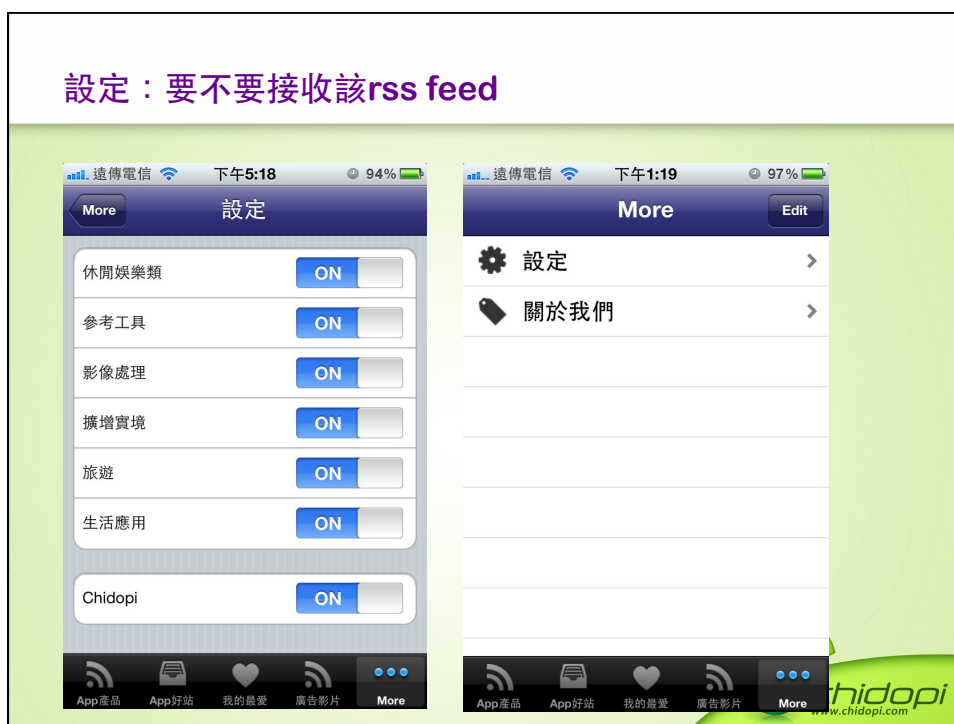 設定：要不要接收該rss feed
遠傳電信 下午5:18 94%
More 設定
休閒娛樂類 ON
參考工具 ON
影像處理 ON
擴增實境 ON
旅遊 ON
生活應用 ON
Chidopi ON
App產品 App好站 我的最愛 廣告影片 More
遠傳電信 下午1:19 97%
More Edit
設定
關於我們
App產品 App好站 我的最愛 廣告影片 More
hidopi
w.chidopi.com